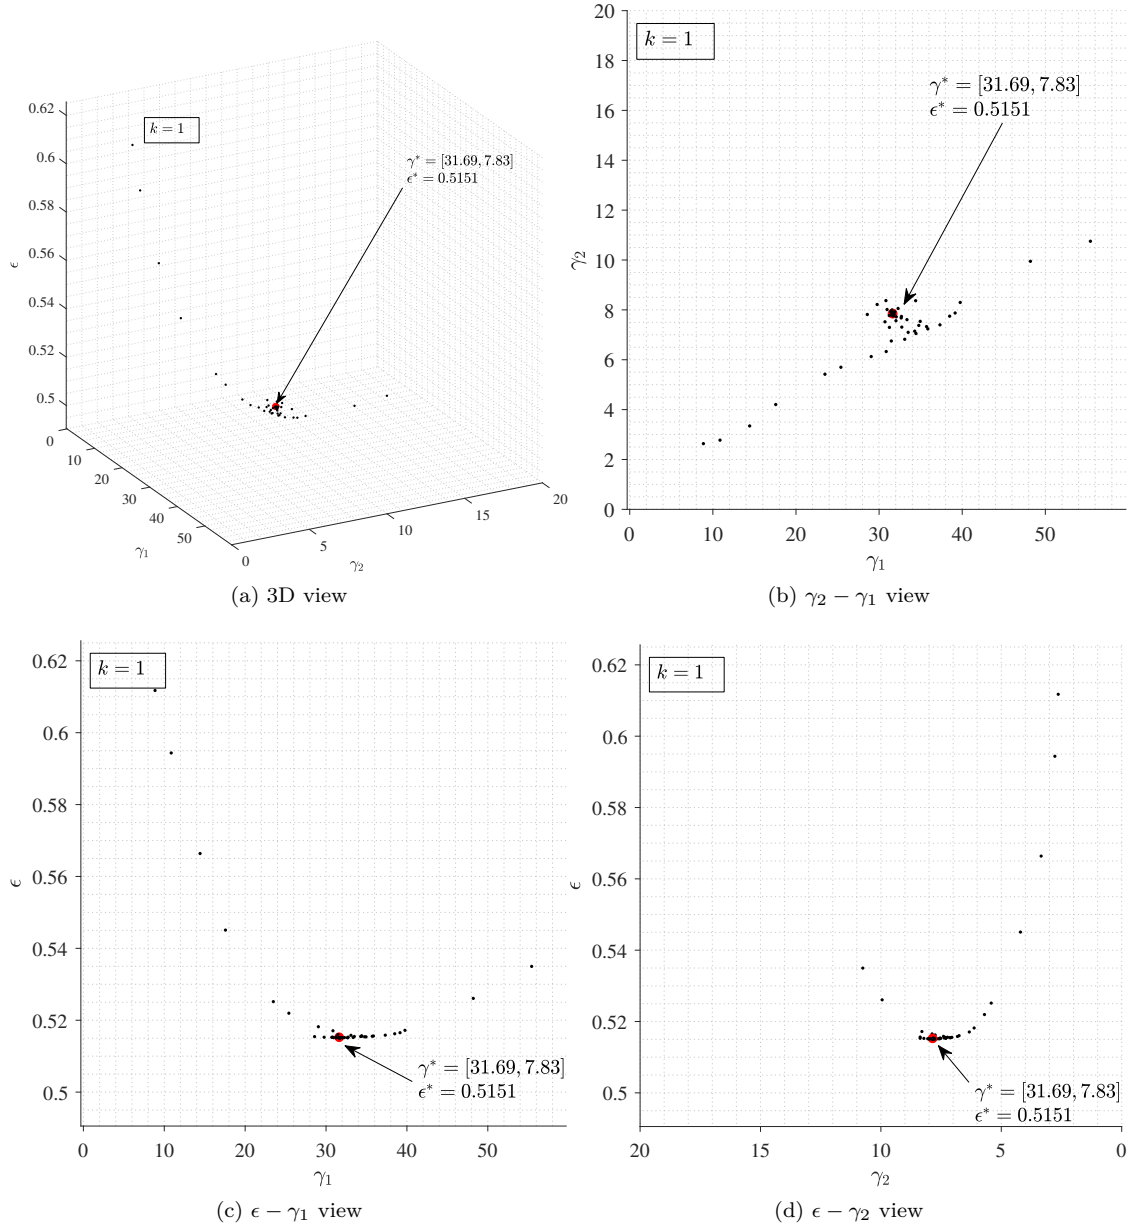 0.62
0.6
0.58
0.56
0.54
0.52
0.5
ϵ
k = 1
γ* = [31.69, 7.83]
ϵ* = 0.5151
0
10
20
30
40
50
γ₁
0
5
10
15
20
γ₂
(a) 3D view
20
18
16
14
12
10
8
6
4
2
0
γ₂
k = 1
γ* = [31.69, 7.83]
ϵ* = 0.5151
0 10 20 30 40 50
γ₁
(b) γ₂ − γ₁ view
0.62
0.6
0.58
0.56
0.54
0.52
0.5
ϵ
k = 1
γ* = [31.69, 7.83]
ϵ* = 0.5151
0 10 20 30 40 50
γ₁
(c) ϵ − γ₁ view
0.62
0.6
0.58
0.56
0.54
0.52
0.5
ϵ
k = 1
γ* = [31.69, 7.83]
ϵ* = 0.5151
20 15 10 5 0
γ₂
(d) ϵ − γ₂ view